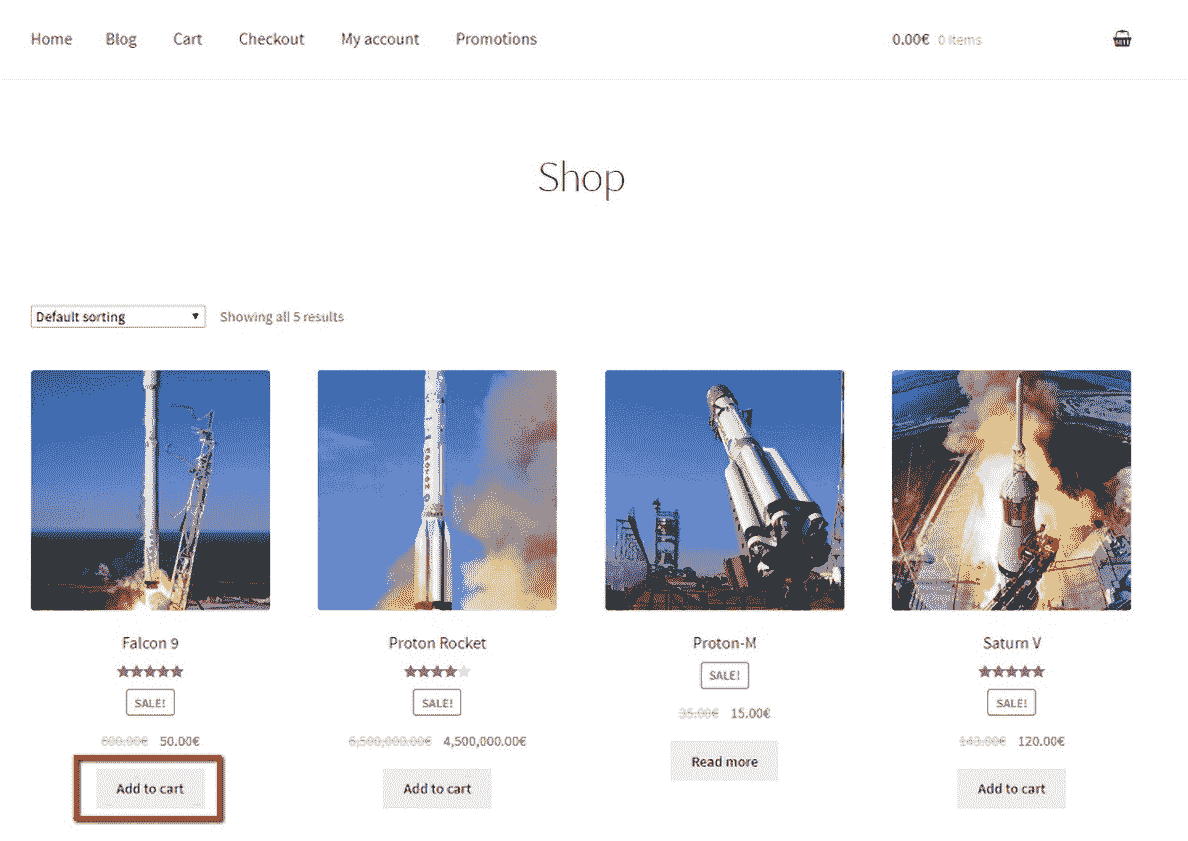 Home Blog Cart Checkout My account Promotions 0.00€ 0 items
Shop
Default sorting Showing all 5 results
PROTON
Falcon 9 Proton Rocket Proton-M Saturn V
SALE! SALE! SALE! SALE!
600.00€ 50.00€ 6,500,000.00€ 4,500,000.00€ 35.00€ 15.00€ 143.00€ 120.00€
Add to cart Add to cart Read more Add to cart